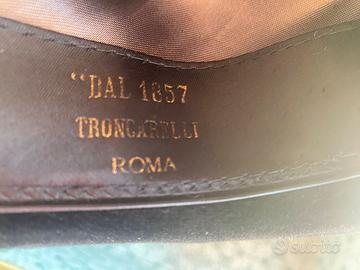 “DAL 1857
TRONCARELLI
ROMA
subito